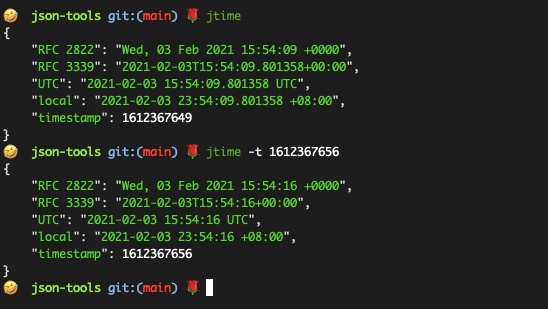 🤣 json-tools git:(main) 🌹 jtime
{
    "RFC 2822": "Wed, 03 Feb 2021 15:54:09 +0000",
    "RFC 3339": "2021-02-03T15:54:09.801358+00:00",
    "UTC": "2021-02-03 15:54:09.801358 UTC",
    "local": "2021-02-03 23:54:09.801358 +08:00",
    "timestamp": 1612367649
}
🤣 json-tools git:(main) 🌹 jtime -t 1612367656
{
    "RFC 2822": "Wed, 03 Feb 2021 15:54:16 +0000",
    "RFC 3339": "2021-02-03T15:54:16+00:00",
    "UTC": "2021-02-03 15:54:16 UTC",
    "local": "2021-02-03 23:54:16 +08:00",
    "timestamp": 1612367656
}
🤣 json-tools git:(main) 🌹